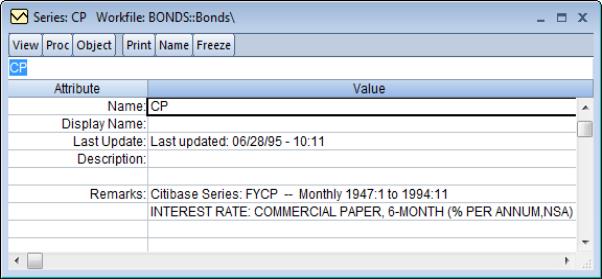 Series: CP Workfile: BONDS::Bonds\
View Proc Object Print Name Freeze
CP
Attribute Value
Name: CP
Display Name:
Last Update: Last updated: 06/28/95 - 10:11
Description:
Remarks: Citibase Series: FYCP -- Monthly 1947:1 to 1994:11
INTEREST RATE: COMMERCIAL PAPER, 6-MONTH (% PER ANNUM,NSA)